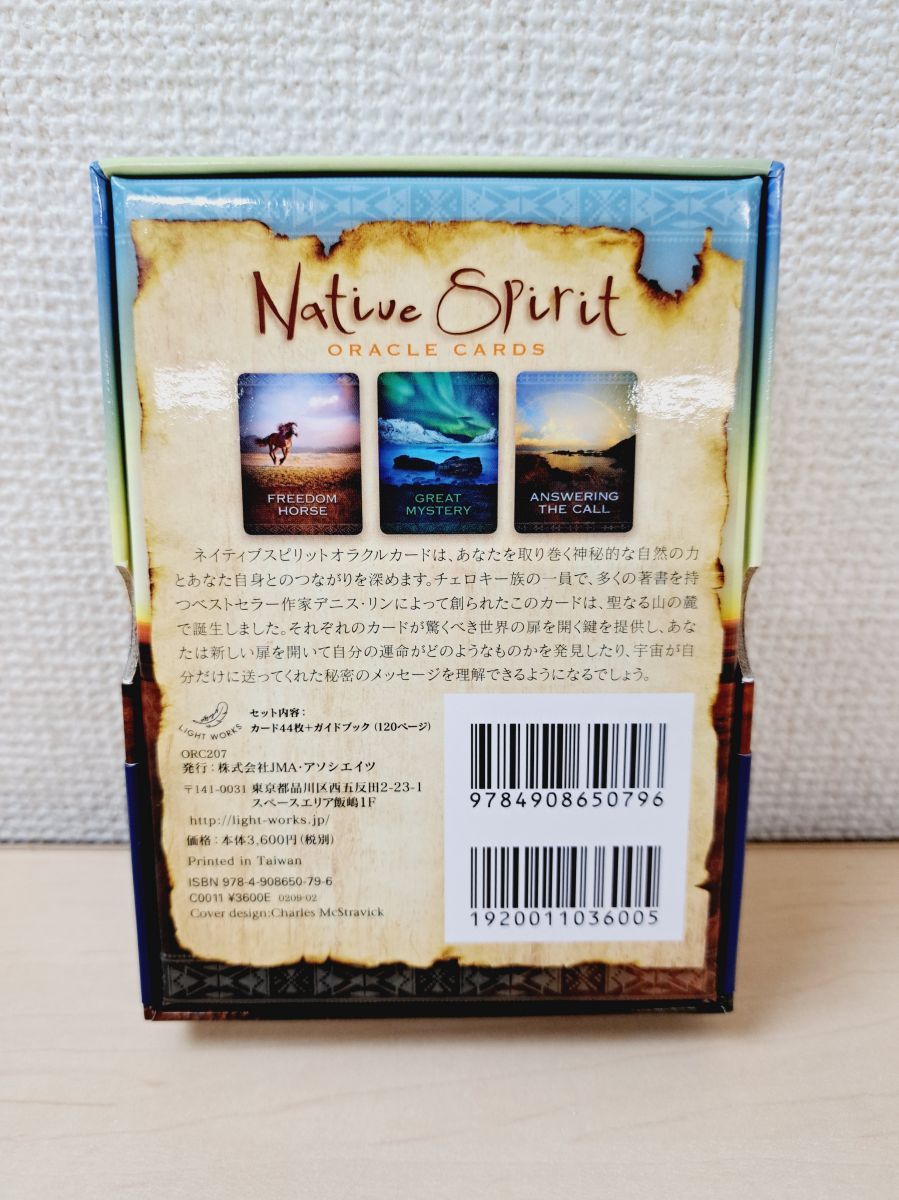 Native Spirit
ORACLE CARDS
FREEDOM
HORSE
GREAT
MYSTERY
ANSWERING
THE CALL
ネイティブスピリットオラクルカードは、あなたを取り巻く神秘的な自然の力
とあなた自身とのつながりを深めます。チェロキー族の一員で、多くの著書を持
つベストセラー作家デニス・リンによって創られたこのカードは、聖なる山の麓
で誕生しました。それぞれのカードが驚くべき世界の扉を開く鍵を提供し、あな
たは新しい扉を開いて自分の運命がどのようなものかを発見したり、宇宙が自
分だけに送ってくれた秘密のメッセージを理解できるようになるでしょう。
LIGHT WORKS
セット内容:
カード44枚+ガイドブック(120ページ)
ORC207
発行:株式会社JMA・アソシエイツ
〒141-0031 東京都品川区西五反田2-23-1
スペースエリア飯嶋1F
http://light-works.jp/
価格:本体3,600円(税別)
Printed in Taiwan
ISBN 978-4-908650-79-6
C0011 ¥3600E 0209-02
Cover design:Charles McStravick
9784908650796
1920011036005